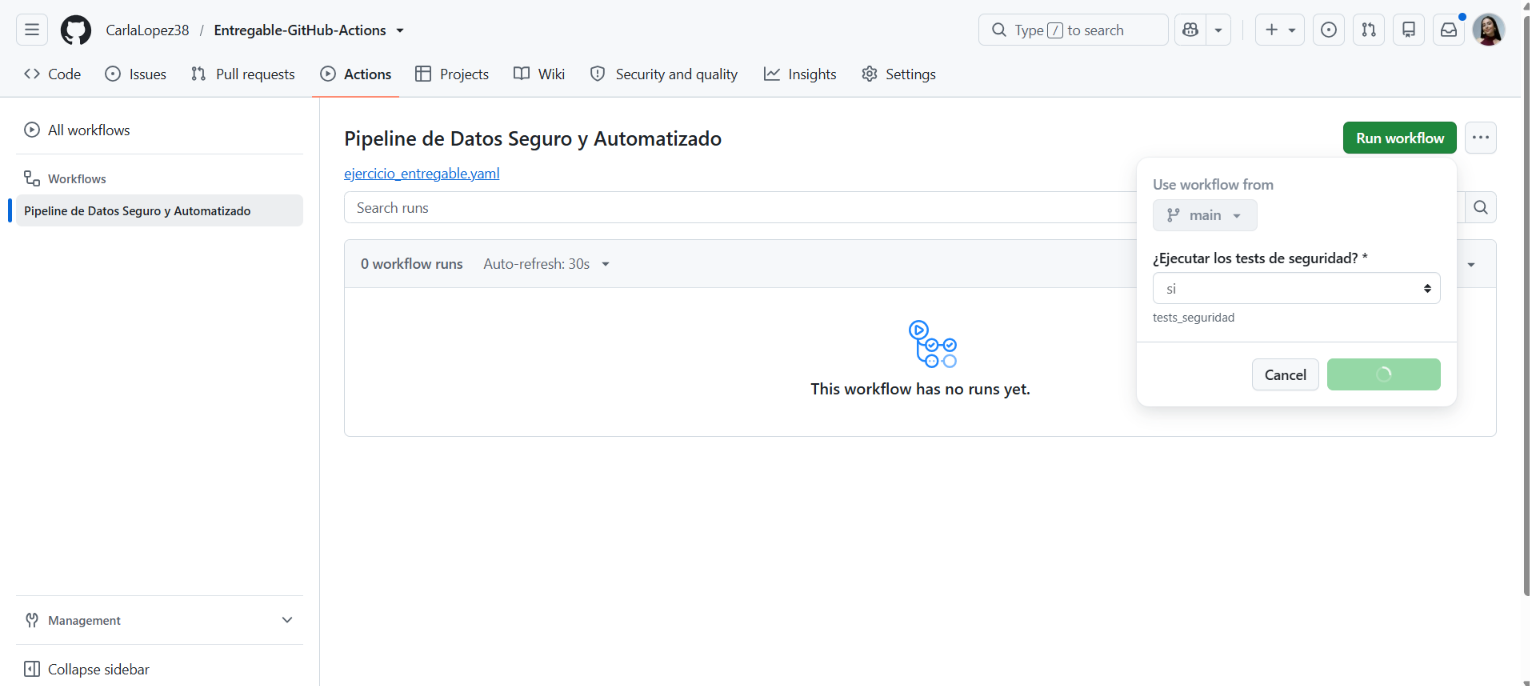 CarlaLopez38 / Entregable-GitHub-Actions
Type / to search
Code Issues Pull requests Actions Projects Wiki Security and quality Insights Settings
All workflows
Workflows
Pipeline de Datos Seguro y Automatizado
Management
Collapse sidebar
Pipeline de Datos Seguro y Automatizado
Run workflow
ejercicio_entregable.yaml
Search runs
0 workflow runs Auto-refresh: 30s
This workflow has no runs yet.
Use workflow from
main
¿Ejecutar los tests de seguridad? *
si
tests_seguridad
Cancel